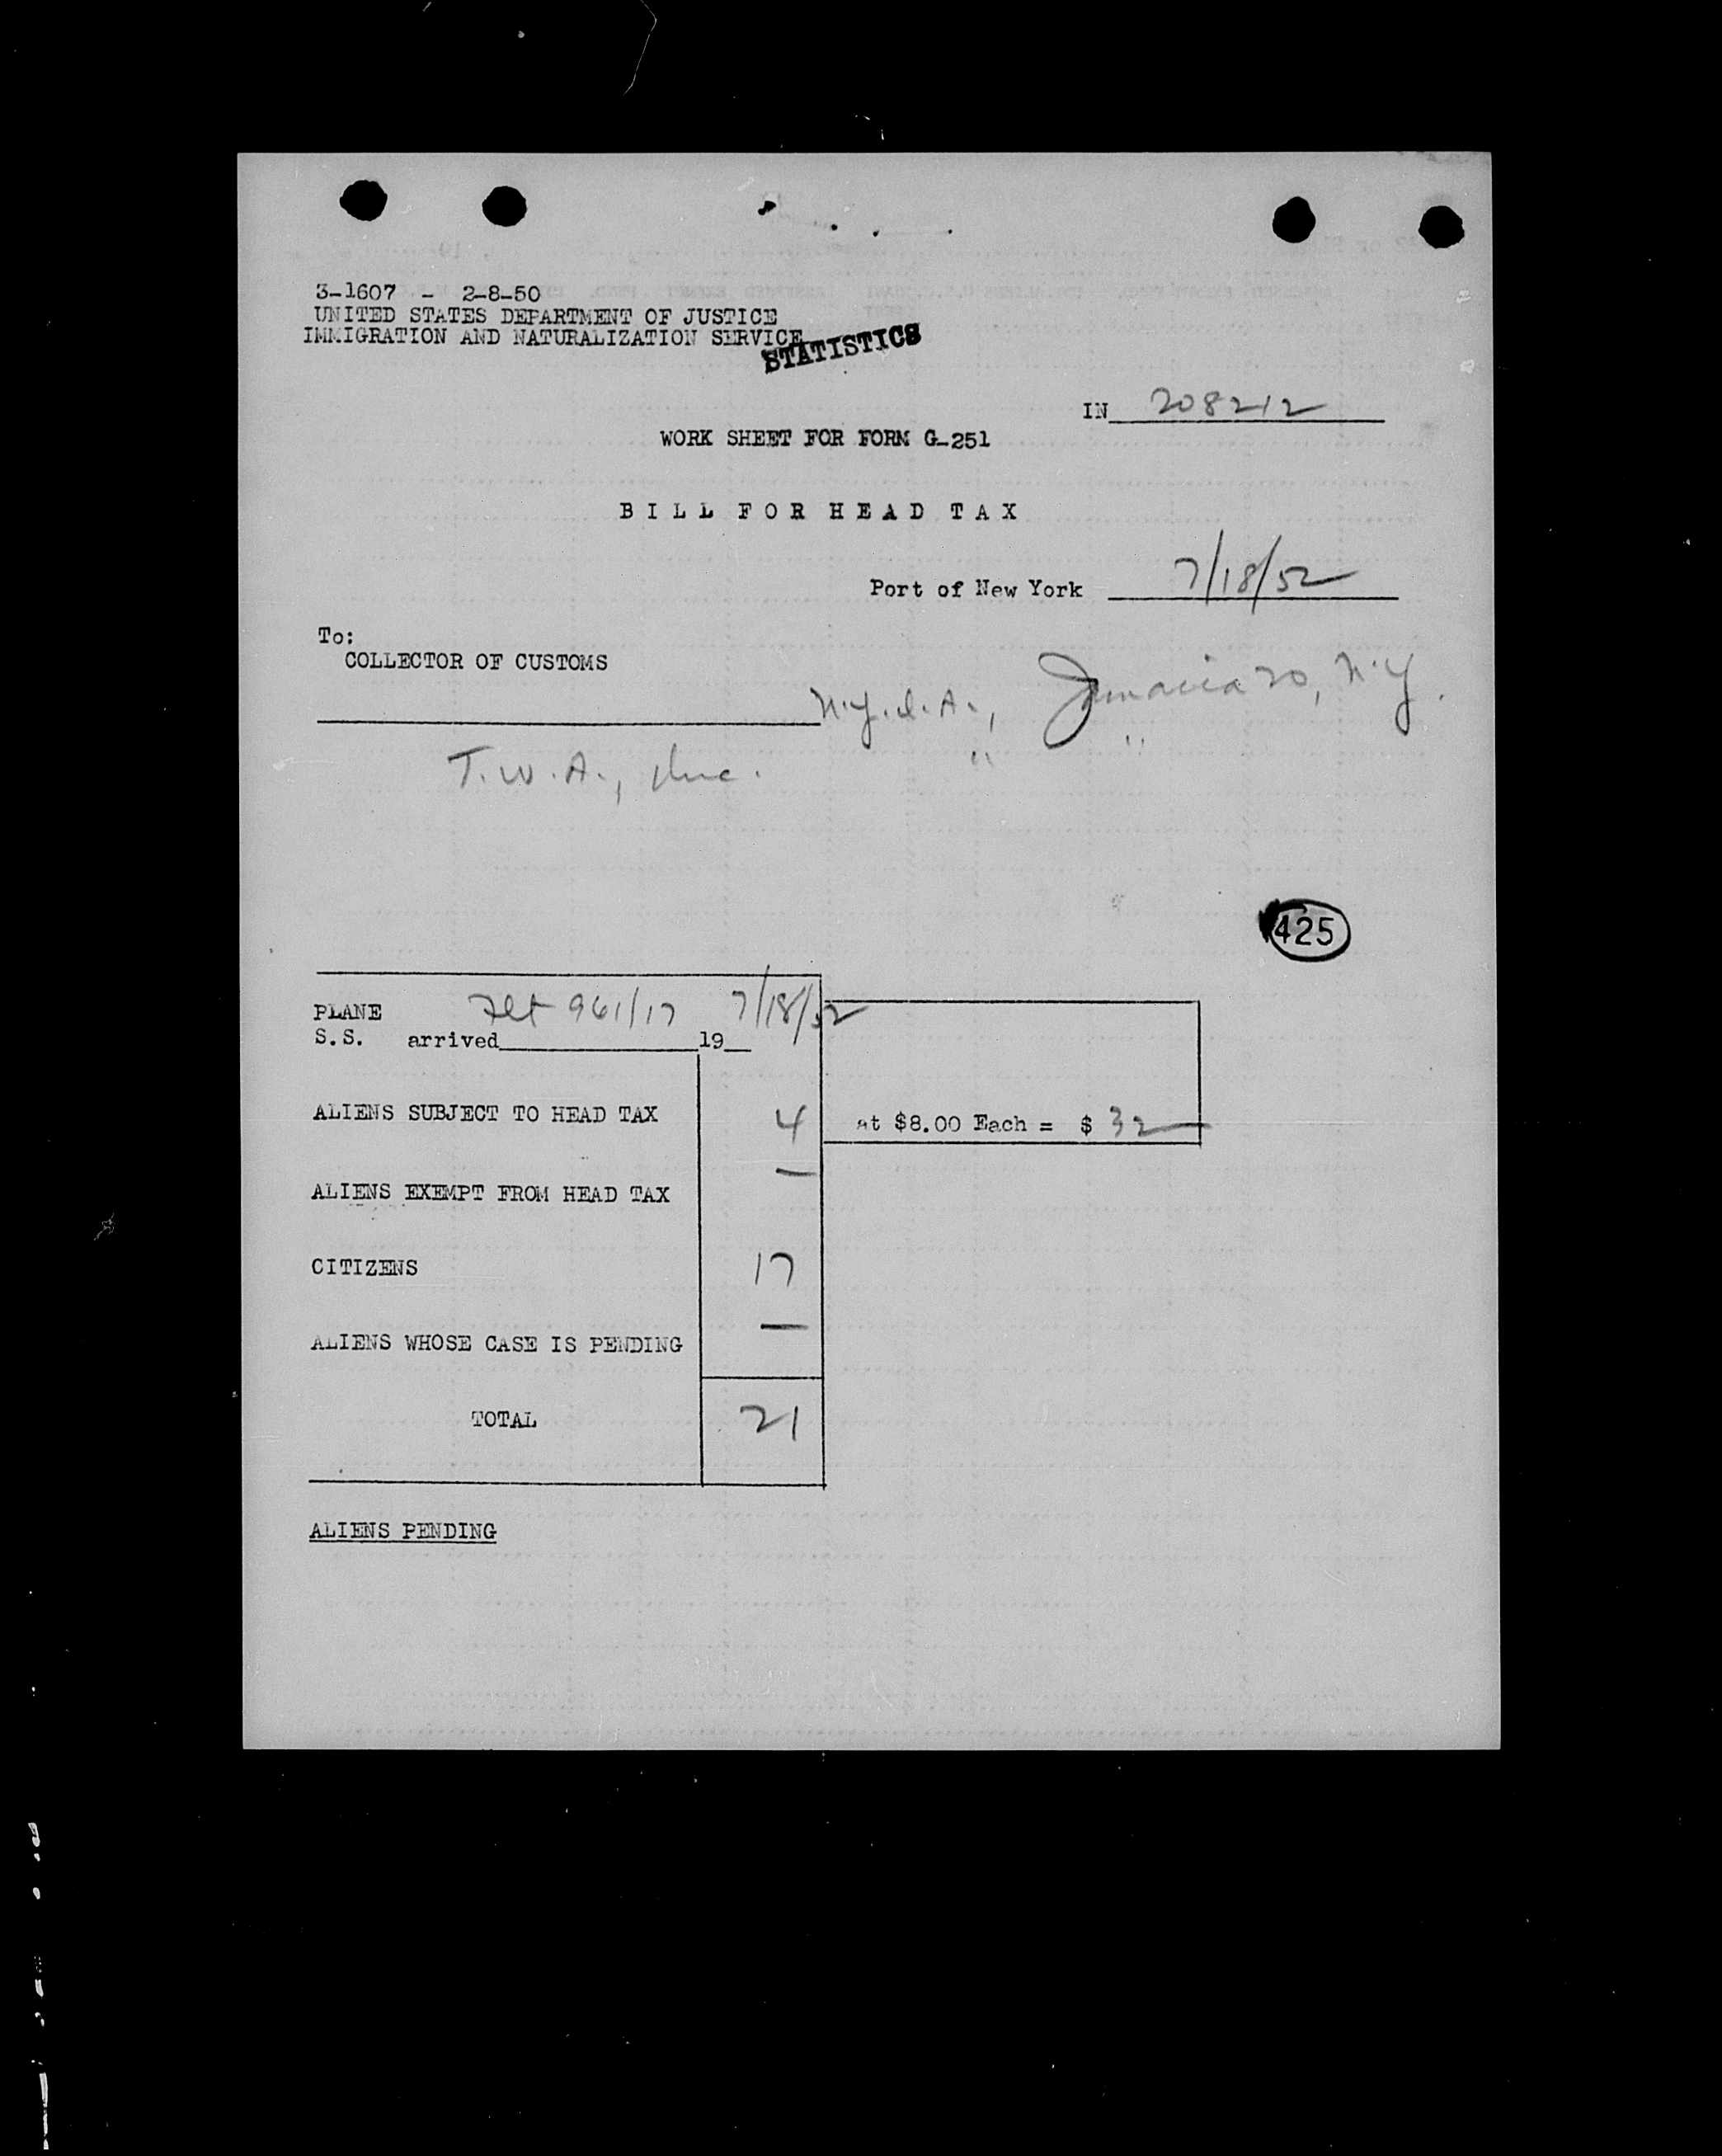 3-1607 - 2-8-50
UNITED STATES DEPARTMENT OF JUSTICE
IMMIGRATION AND NATURALIZATION SERVICE
STATISTICS
IN 208212
WORK SHEET FOR FORM G-251
BILL FOR HEAD TAX
Port of New York 7/18/52
To:
COLLECTOR OF CUSTOMS
N.Y.I.A., Jamaica 30, N.Y.
T.W.A., Inc. " "
425
PLANE Flt 961/17 7/18/52
S.S. arrived 19
ALIENS SUBJECT TO HEAD TAX 4 at $8.00 Each = $ 32
ALIENS EXEMPT FROM HEAD TAX —
CITIZENS 17
ALIENS WHOSE CASE IS PENDING —
TOTAL 21
ALIENS PENDING